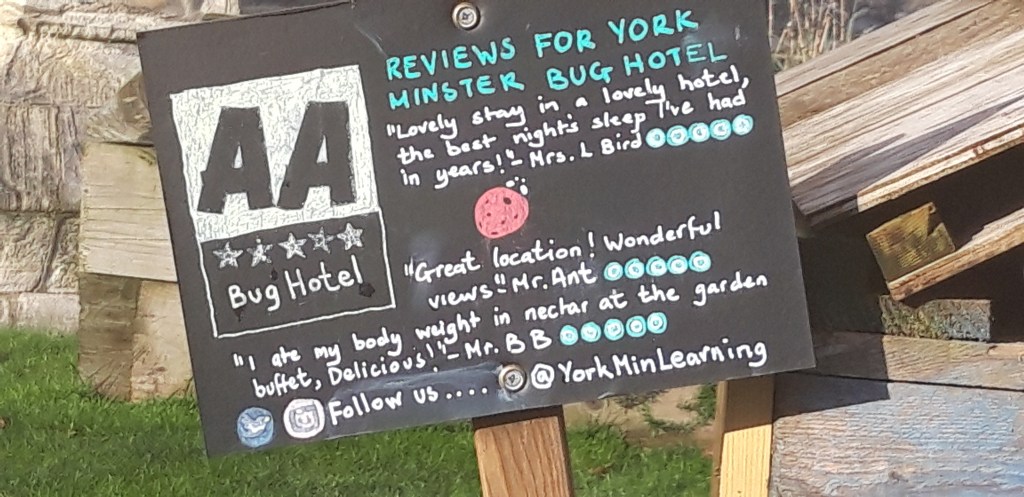 AA
Bug Hotel
REVIEWS FOR YORK
MINSTER BUG HOTEL
"Lovely stay in a lovely hotel,
the best night's sleep I've had
in years!" - Mrs. L Bird
"Great location! Wonderful
views" - Mr. Ant
"I ate my body weight in nectar at the garden
buffet, Delicious!" - Mr. B B
Follow us.... @YorkMinLearning